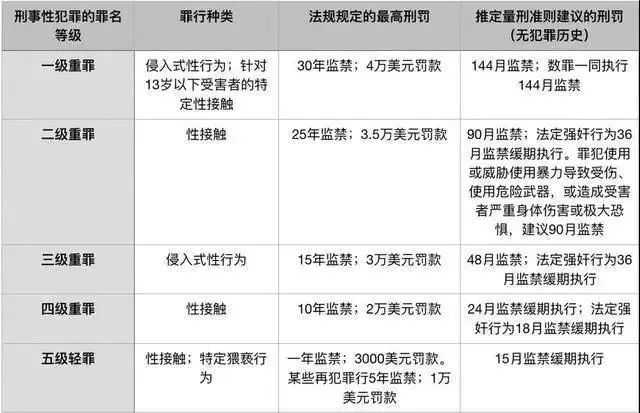 刑事性犯罪的罪名
等级
罪行种类
法规规定的最高刑罚
推定量刑准则建议的刑罚
(无犯罪历史)
一级重罪
侵入式性行为；针对
13岁以下受害者的特
定性接触
30年监禁；4万美元罚款
144月监禁；数罪一同执行
144月监禁
二级重罪
性接触
25年监禁；3.5万美元罚款
90月监禁；法定强奸行为36
月监禁缓期执行。罪犯使用
或威胁使用暴力导致受伤、
使用危险武器，或造成受害
者严重身体伤害或极大恐
惧，建议90月监禁
三级重罪
侵入式性行为
15年监禁；3万美元罚款
48月监禁；法定强奸行为36
月监禁缓期执行
四级重罪
性接触
10年监禁；2万美元罚款
24月监禁缓期执行；法定强
奸行为18月监禁缓期执行
五级轻罪
性接触；特定猥亵行
为
一年监禁；3000美元罚款。
某些再犯罪行5年监禁；1万
美元罚款
15月监禁缓期执行